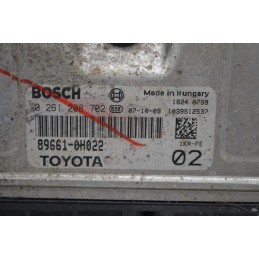 BOSCH
Made in Hungary
1824 0799
0 261 208 702 07-10-09 1039S12537
89661-0H022 1KR-FE
TOYOTA 02